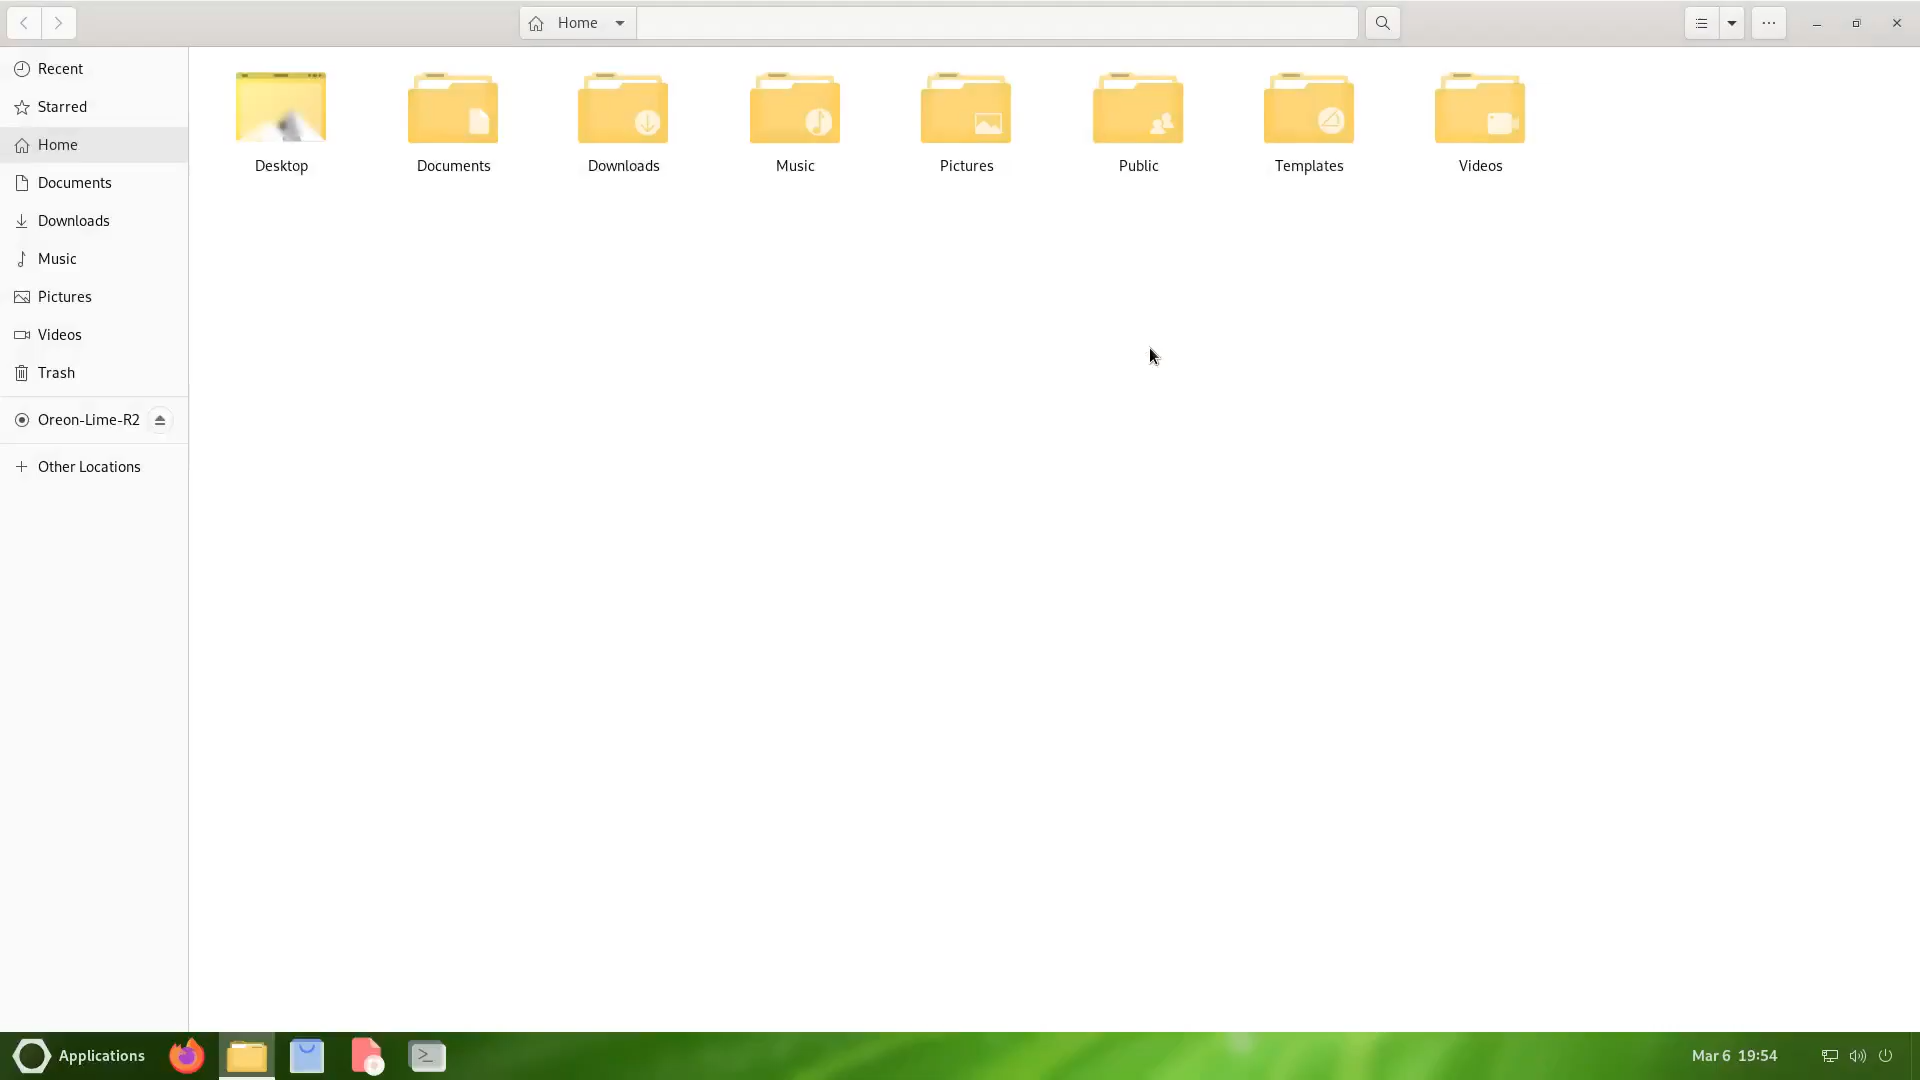 Home
Recent
Starred
Home
Documents
Downloads
Music
Pictures
Videos
Trash
Oreon-Lime-R2
Other Locations
Desktop
Documents
Downloads
Music
Pictures
Public
Templates
Videos
Applications
Mar 6 19:54